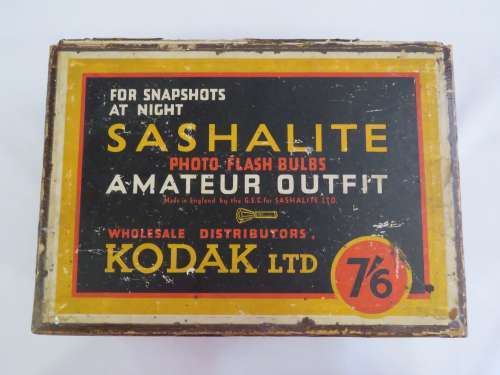 FOR SNAPSHOTS
AT NIGHT
SASHALITE
PHOTO FLASH BULBS
AMATEUR OUTFIT
Made in England by the G.E.C. for SASHALITE LTD.
WHOLESALE DISTRIBUTORS.
KODAK LTD
7/6